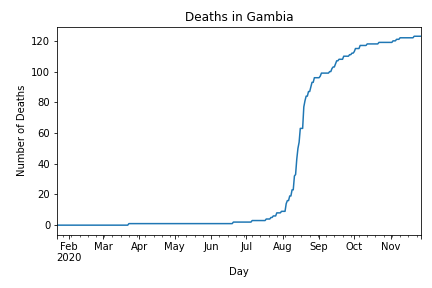 Deaths in Gambia
120
100
80
60
40
20
0
Number of Deaths
Feb Mar Apr May Jun Jul Aug Sep Oct Nov
2020
Day